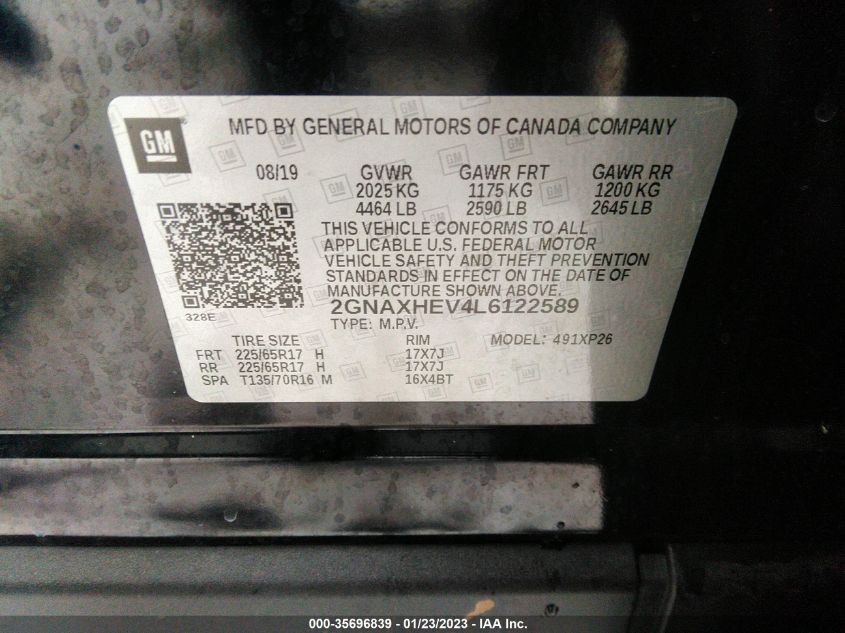 GM
MFD BY GENERAL MOTORS OF CANADA COMPANY
08/19 GVWR GAWR FRT GAWR RR
2025 KG 1175 KG 1200 KG
4464 LB 2590 LB 2645 LB
THIS VEHICLE CONFORMS TO ALL
APPLICABLE U.S. FEDERAL MOTOR
VEHICLE SAFETY AND THEFT PREVENTION
STANDARDS IN EFFECT ON THE DATE OF
MANUFACTURE SHOWN ABOVE.
328E 2GNAXHEV4L6122589
TYPE: M.P.V.
TIRE SIZE RIM MODEL: 491XP26
FRT 225/65R17 H 17X7J
RR 225/65R17 H 17X7J
SPA T135/70R16 M 16X4BT
000-35696839 - 01/23/2023 - IAA Inc.